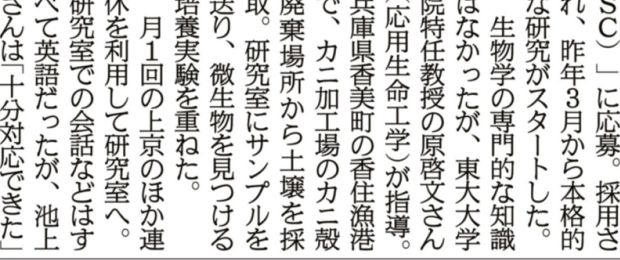 SC)」に応募。採用さ
れ、昨年3月から本格的
な研究がスタートした。
生物学の専門的な知識
はなかったが、東大大学
院特任教授の原啓文さん
(応用生命工学)が指導。
兵庫県香美町の香住漁港
で、カニ加工場のカニ殻
廃棄場所から土壌を採
取。研究室にサンプルを
送り、微生物を見つける
培養実験を重ねた。
月1回の上京のほか連
休を利用して研究室へ。
研究室での会話などはす
べて英語だったが、池上
さんは「十分対応できた」